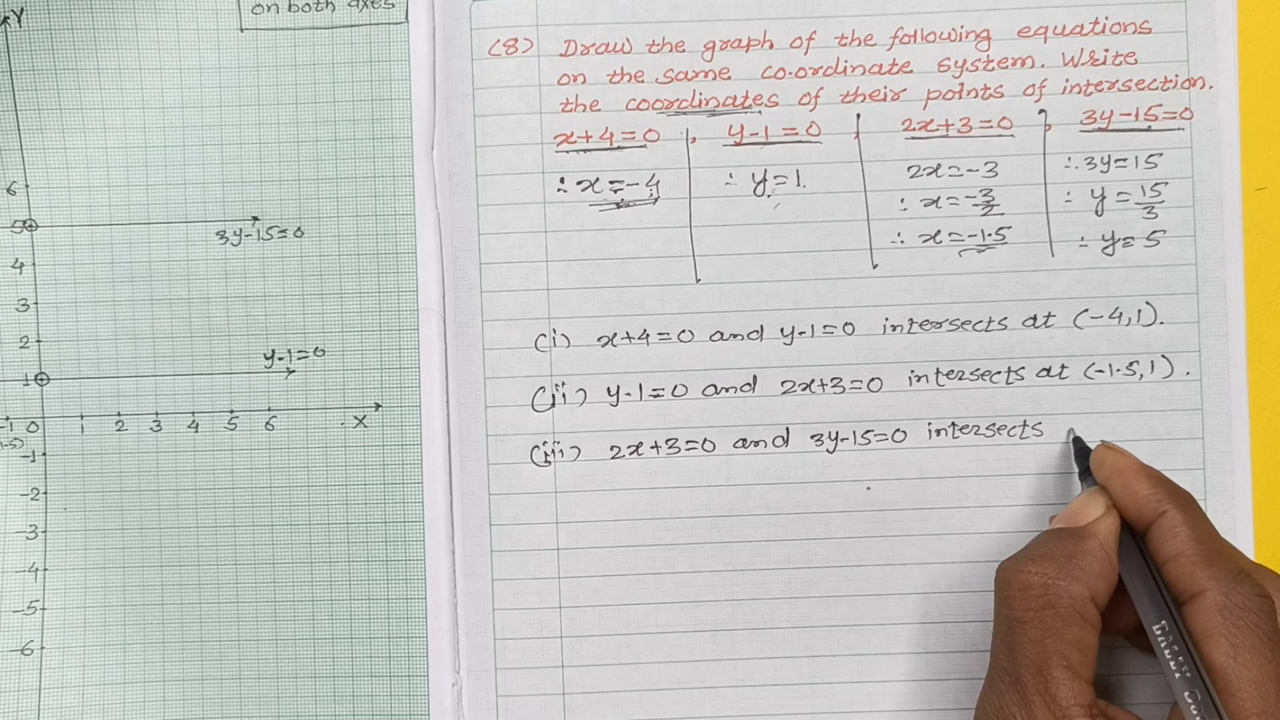 on both axes
Y
6
5
3y-15=0
4
3
2
y-1=0
1
-1 0 1 2 3 4 5 6 X
-1
-2
-3
-4
-5
-6
(8) Draw the graph of the following equations
on the same co.ordinate system. Write
the coordinates of their points of intersection.
x+4=0 , y-1=0 , 2x+3=0 , 3y-15=0
∴ x=-4
∴ y=1.
2x=-3
∴ x=-3/2
∴ x=-1.5
∴ 3y=15
∴ y=15/3
∴ y=5
(i) x+4=0 and y-1=0 intersects at (-4,1).
(ii) y-1=0 and 2x+3=0 intersects at (-1.5,1).
(iii) 2x+3=0 and 3y-15=0 intersects